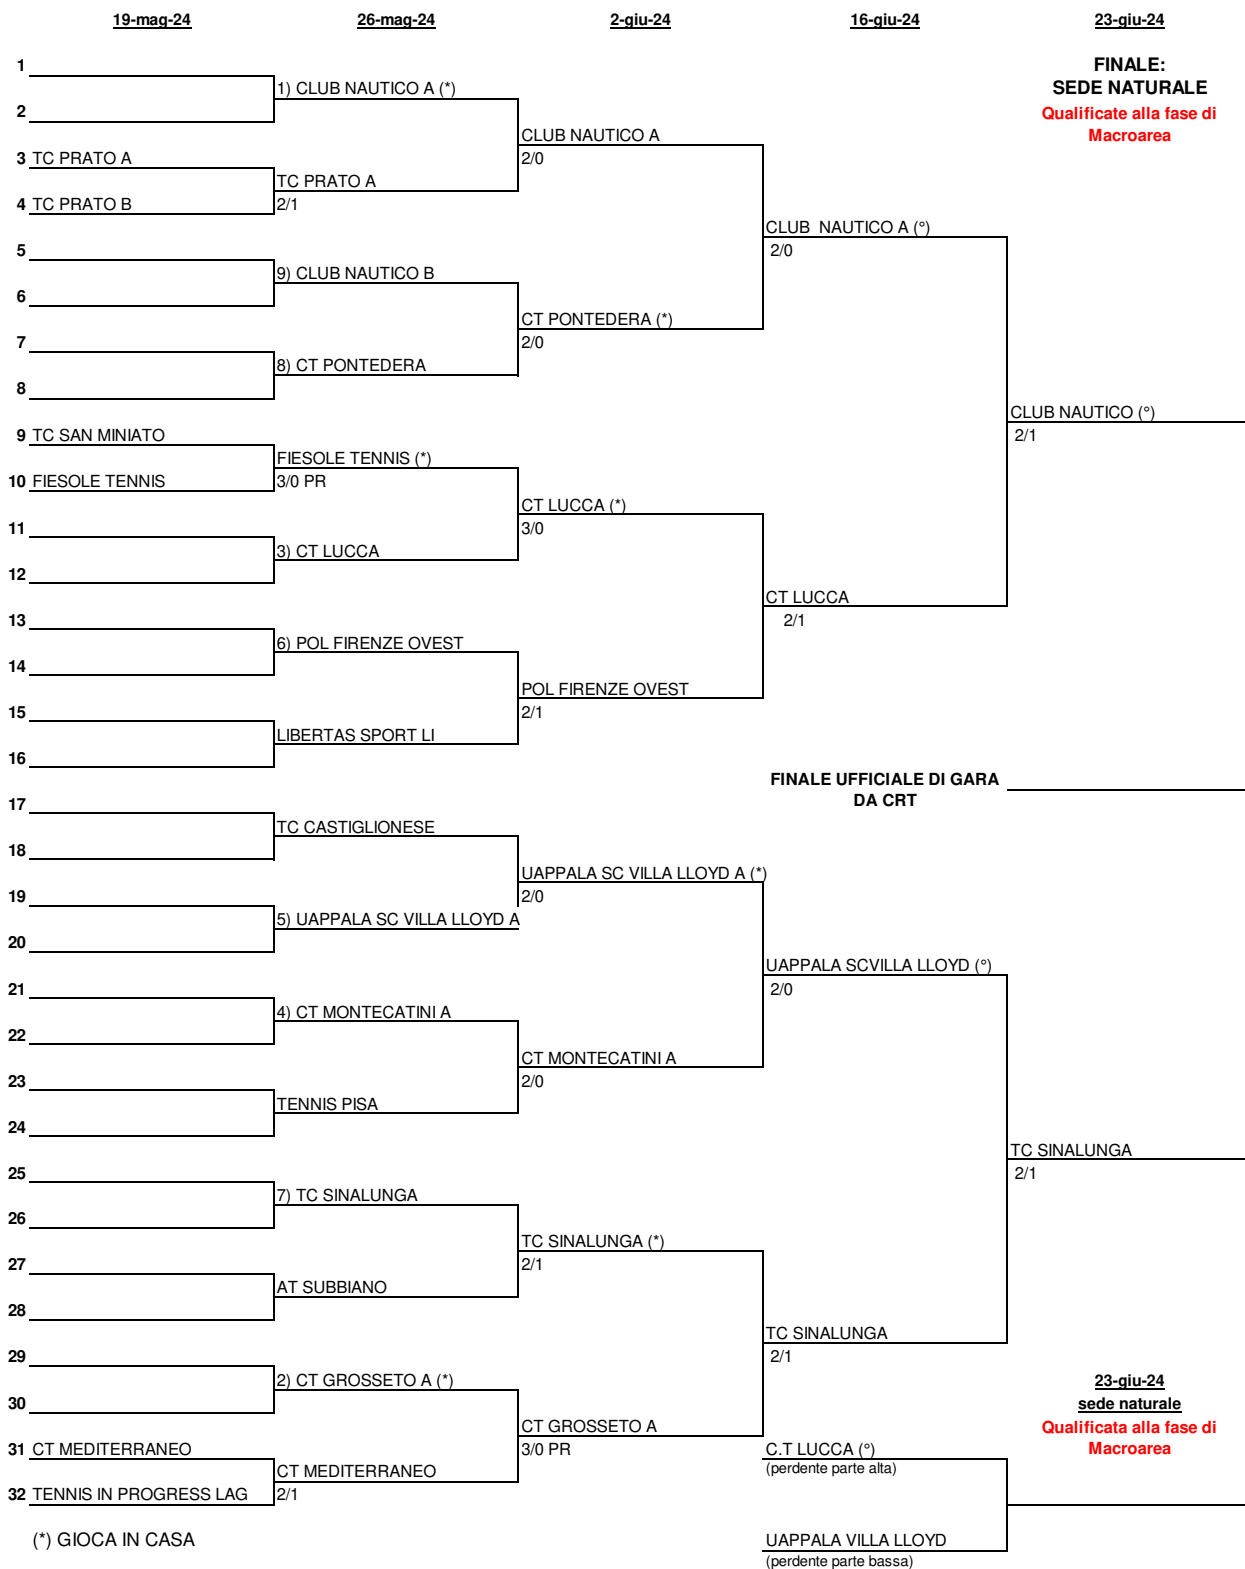 19-mag-24 26-mag-24 2-giu-24 16-giu-24 23-giu-24
1 FINALE:
SEDE NATURALE
1) CLUB NAUTICO A (*)
2 Qualificate alla fase di
Macroarea
CLUB NAUTICO A
3 TC PRATO A 2/0
TC PRATO A
4 TC PRATO B 2/1
CLUB  NAUTICO A (°)
5 2/0
9) CLUB NAUTICO B
6
CT PONTEDERA (*)
7 2/0
8) CT PONTEDERA
8
CLUB NAUTICO (°)
9 TC SAN MINIATO 2/1
FIESOLE TENNIS (*)
10 FIESOLE TENNIS 3/0 PR
CT LUCCA (*)
11 3/0
3) CT LUCCA
12
CT LUCCA
13 2/1
6) POL FIRENZE OVEST
14
POL FIRENZE OVEST
15 2/1
LIBERTAS SPORT LI
16
FINALE UFFICIALE DI GARA
DA CRT
17
TC CASTIGLIONESE
18
UAPPALA SC VILLA LLOYD A (*)
19 2/0
5) UAPPALA SC VILLA LLOYD A
20
UAPPALA SCVILLA LLOYD (°)
21 2/0
4) CT MONTECATINI A
22
CT MONTECATINI A
23 2/0
TENNIS PISA
24
TC SINALUNGA
25 2/1
7) TC SINALUNGA
26
TC SINALUNGA (*)
27 2/1
AT SUBBIANO
28
TC SINALUNGA
29 2/1
2) CT GROSSETO A (*) 23-giu-24
30 sede naturale
CT GROSSETO A Qualificata alla fase di
Macroarea
31 CT MEDITERRANEO 3/0 PR C.T LUCCA (°)
CT MEDITERRANEO (perdente parte alta)
32 TENNIS IN PROGRESS LAG 2/1
(*) GIOCA IN CASA UAPPALA VILLA LLOYD
(perdente parte bassa)